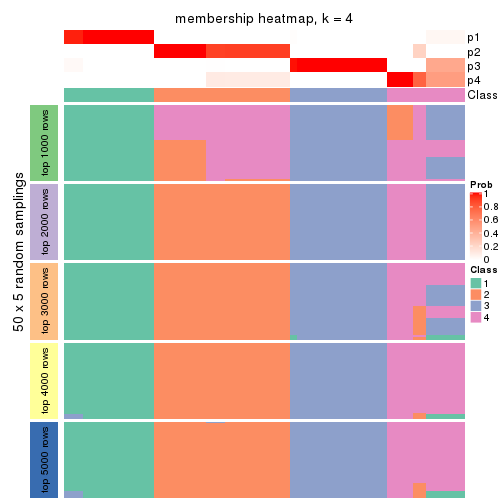 membership heatmap, k = 4
p1
p2
p3
p4
Class
50 x 5 random samplings
top 1000 rows
top 2000 rows
top 3000 rows
top 4000 rows
top 5000 rows
Prob
1
0.8
0.6
0.4
0.2
0
Class
1
2
3
4